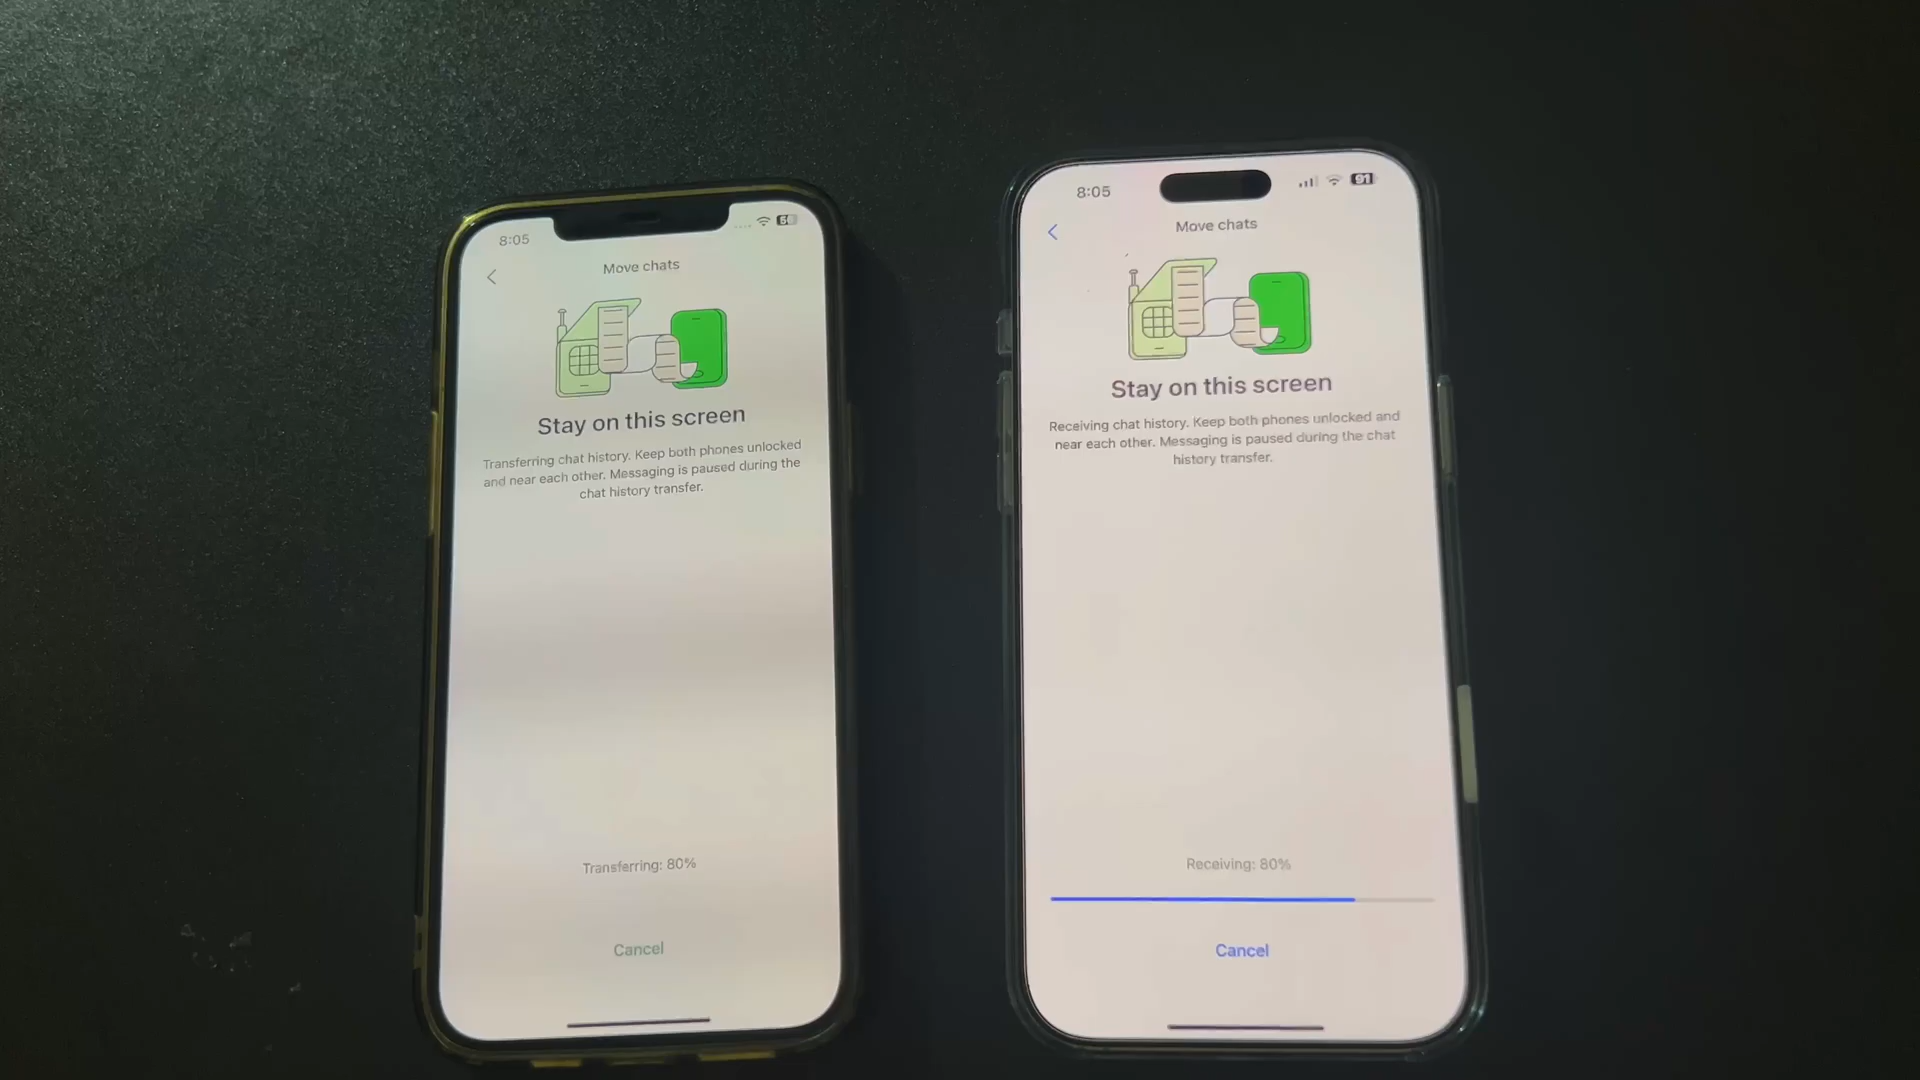 8:05
Move chats
Stay on this screen
Transferring chat history. Keep both phones unlocked
and near each other. Messaging is paused during the
chat history transfer.
Transferring: 80%
Cancel
8:05
91
Move chats
Stay on this screen
Receiving chat history. Keep both phones unlocked and
near each other. Messaging is paused during the chat
history transfer.
Receiving: 80%
Cancel